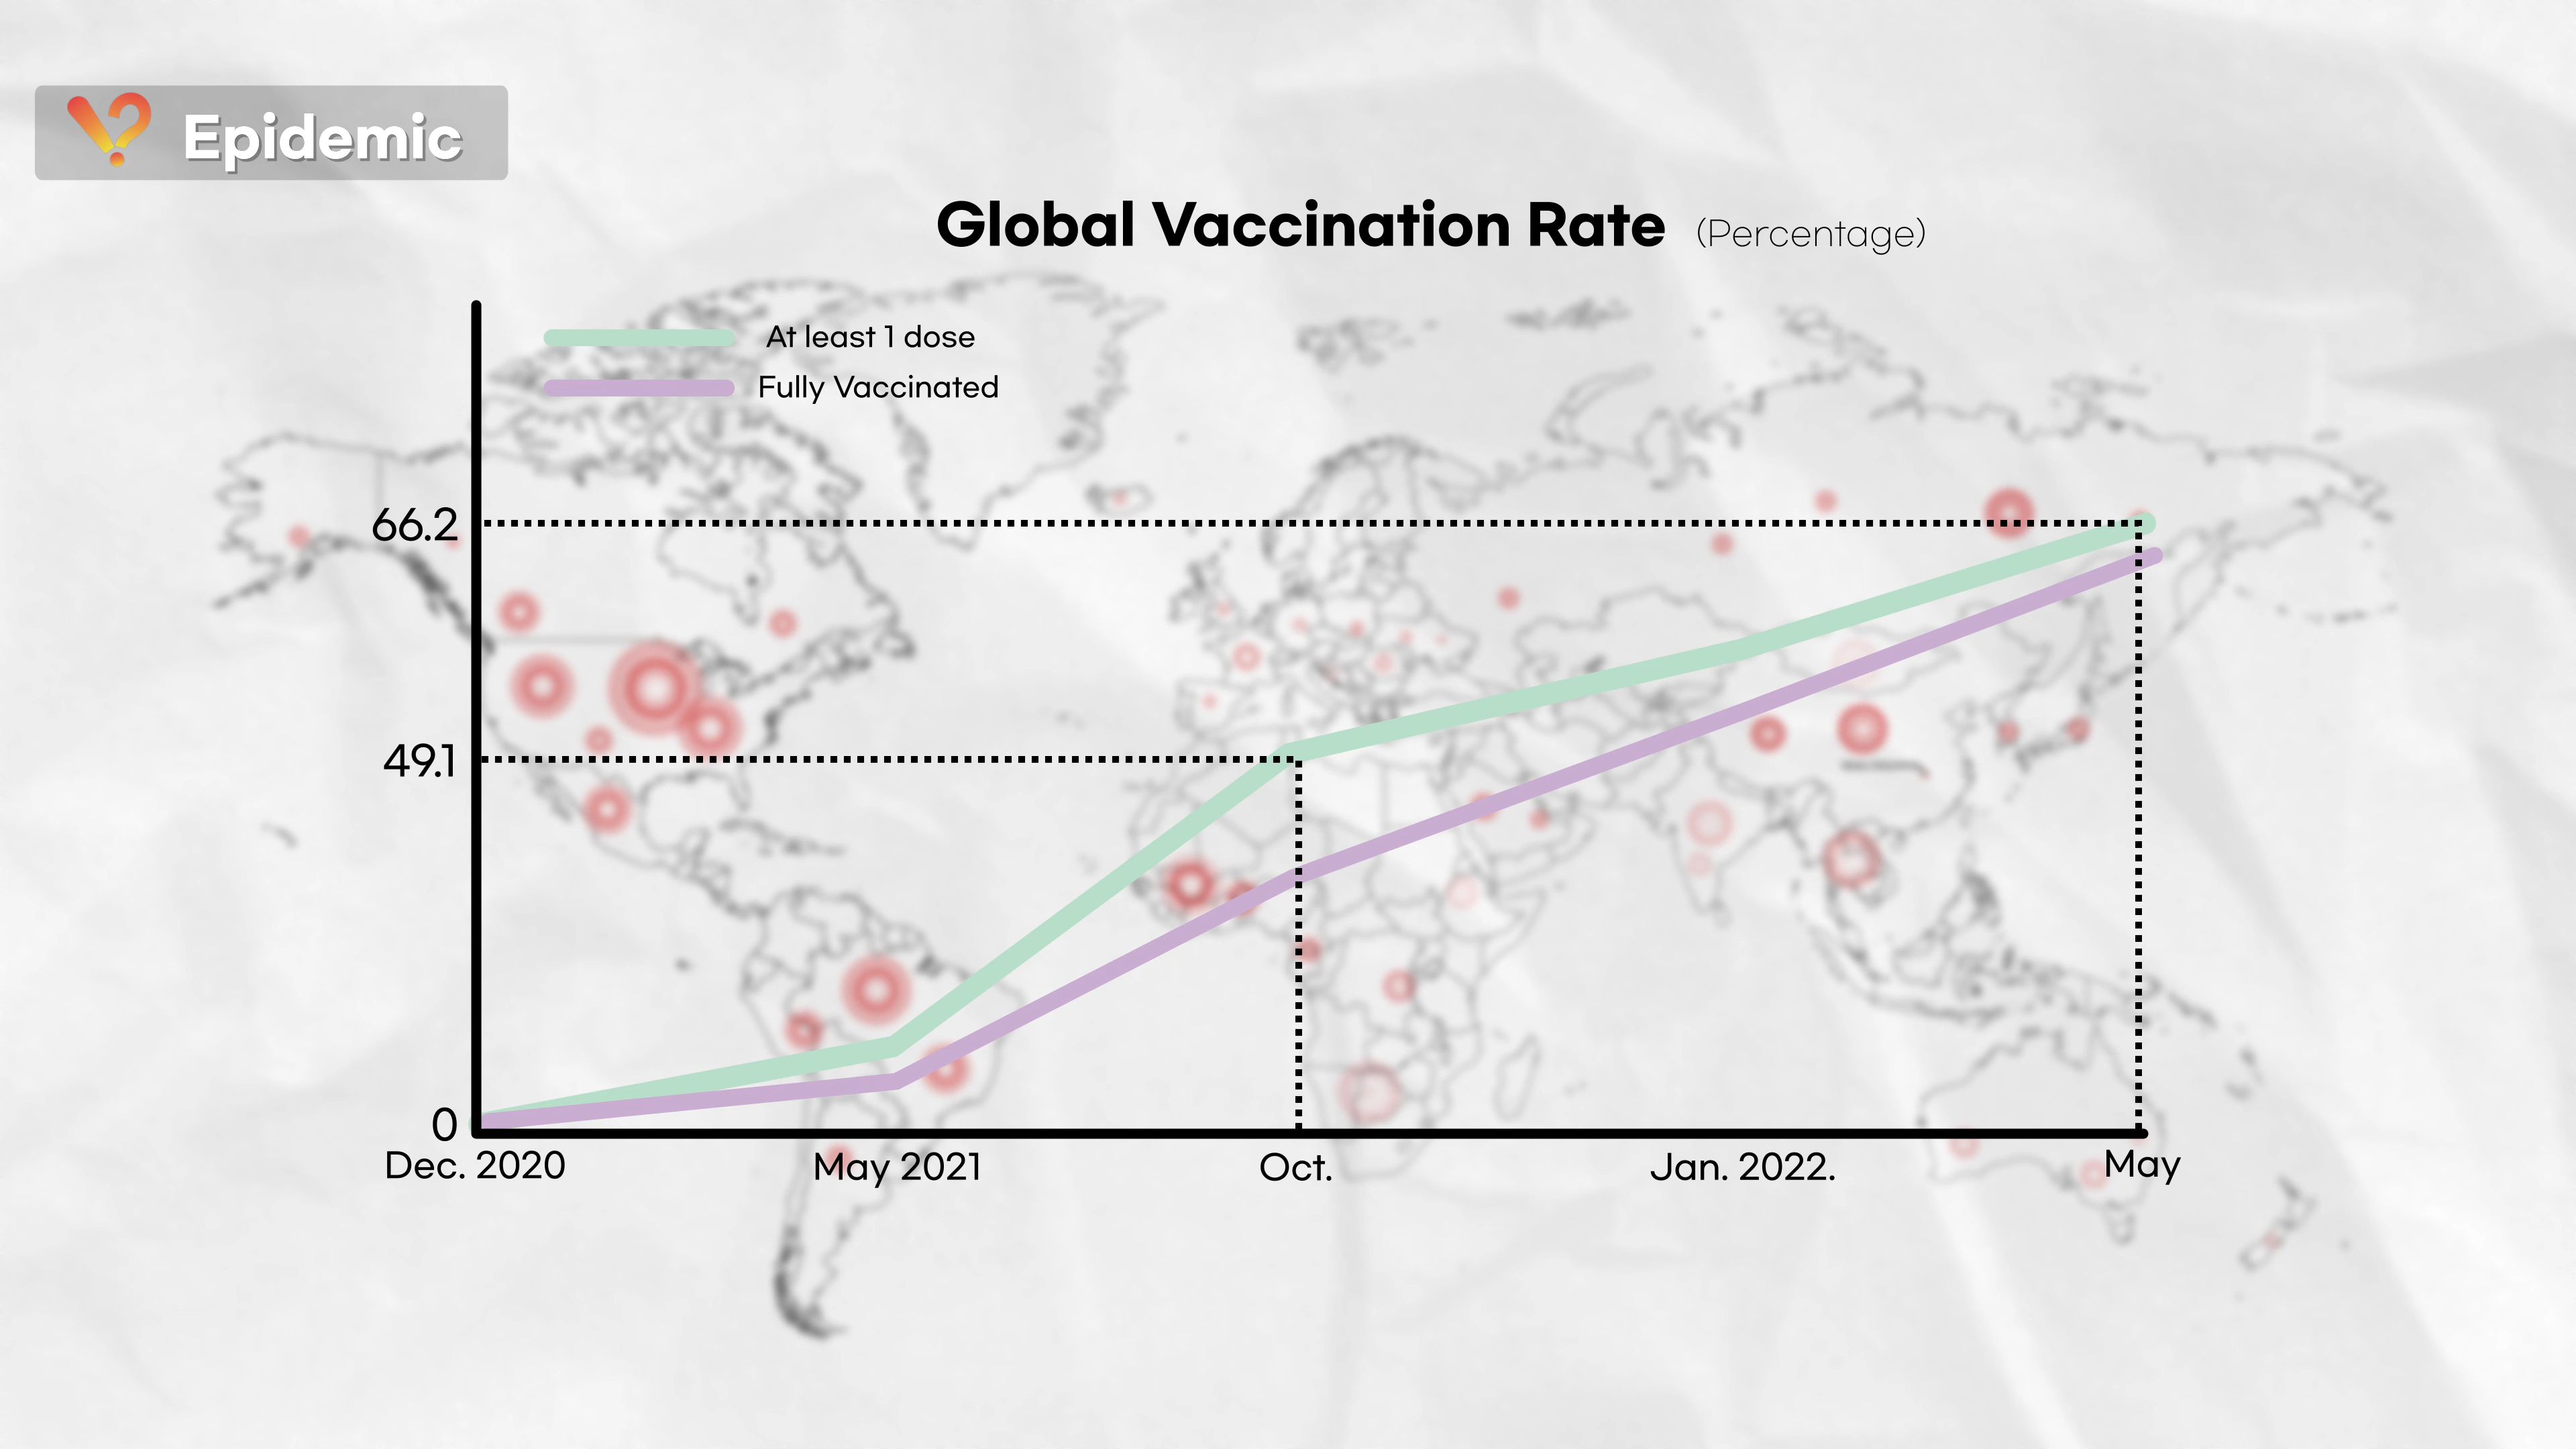 Epidemic
Global Vaccination Rate (Percentage)
At least 1 dose
Fully Vaccinated
66.2
49.1
0
Dec. 2020 May 2021 Oct. Jan. 2022. May